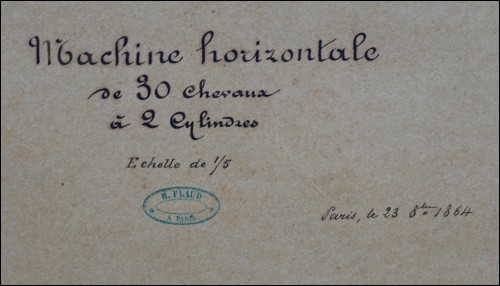 Machine horizontale
de 30 Chevaux
à 2 Cylindres
Echelle de 1/5
H. FLAUD
A PARIS
Paris, le 23 8bre 1864